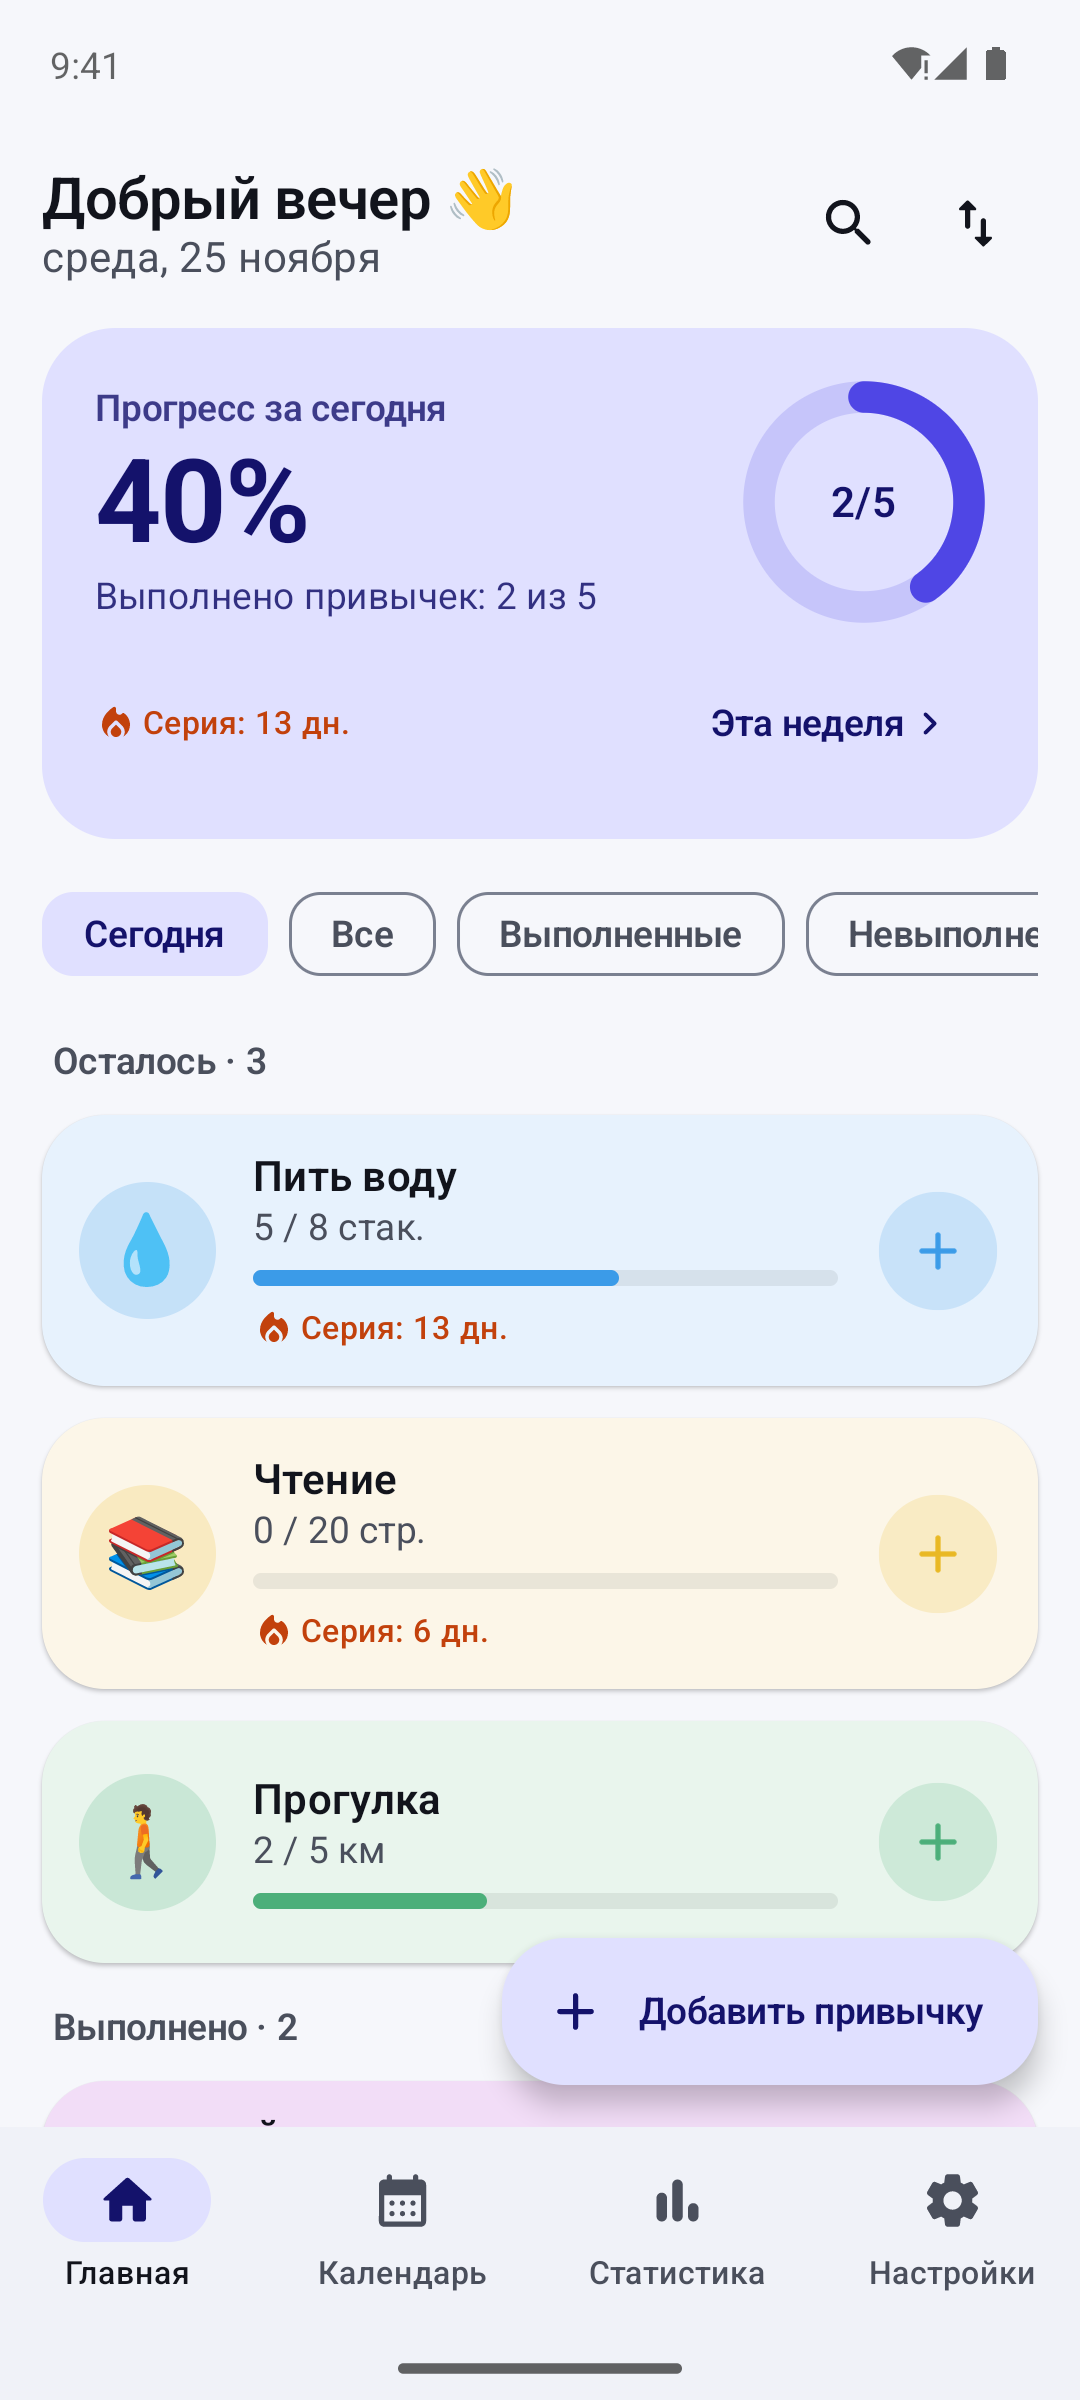 9:41
Добрый вечер 👋
среда, 25 ноября
Прогресс за сегодня
40%
2/5
Выполнено привычек: 2 из 5
Серия: 13 дн.
Эта неделя
Сегодня
Все
Выполненные
Невыполне
Осталось · 3
Пить воду
5 / 8 стак.
Серия: 13 дн.
Чтение
0 / 20 стр.
Серия: 6 дн.
Прогулка
2 / 5 км
Добавить привычку
Выполнено · 2
Главная
Календарь
Статистика
Настройки